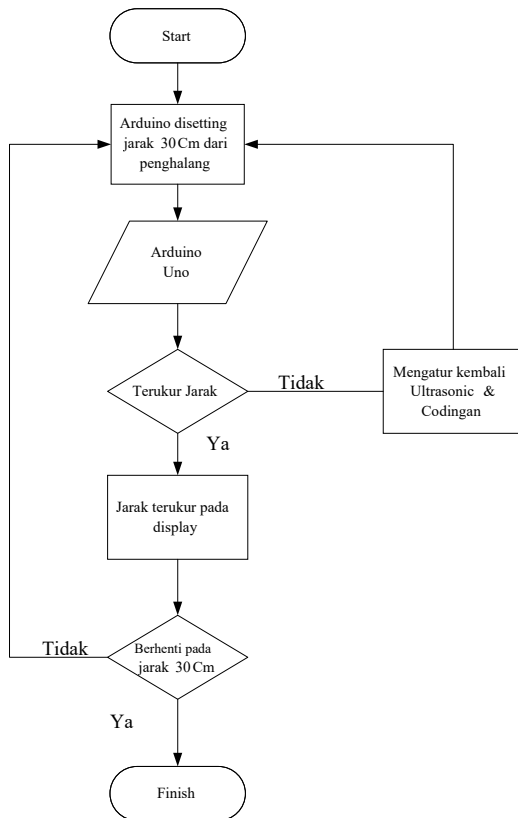 Start
Arduino disetting
jarak 30Cm dari
penghalang
Arduino
Uno
Terukur Jarak
Tidak
Mengatur kembali
Ultrasonic &
Codingan
Ya
Jarak terukur pada
display
Tidak
Berhenti pada
jarak 30Cm
Ya
Finish